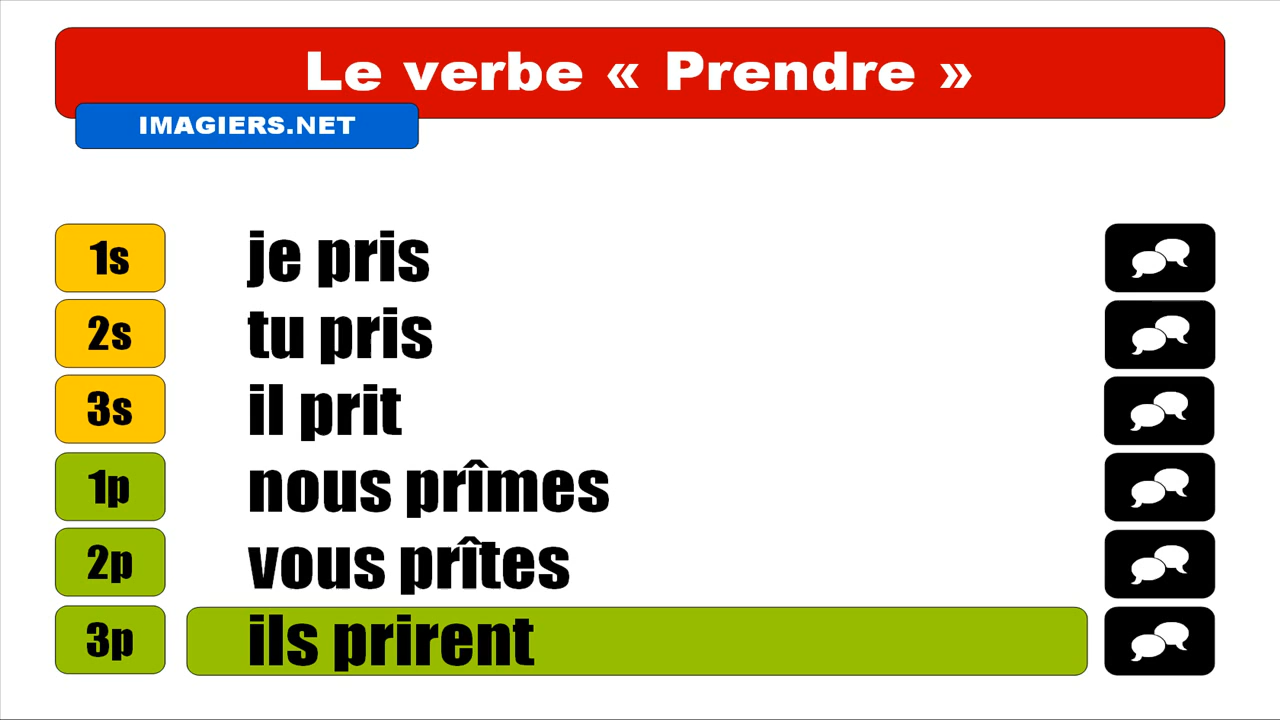 Le verbe « Prendre »
IMAGIERS.NET
1s je pris
2s tu pris
3s il prit
1p nous prîmes
2p vous prîtes
3p ils prirent